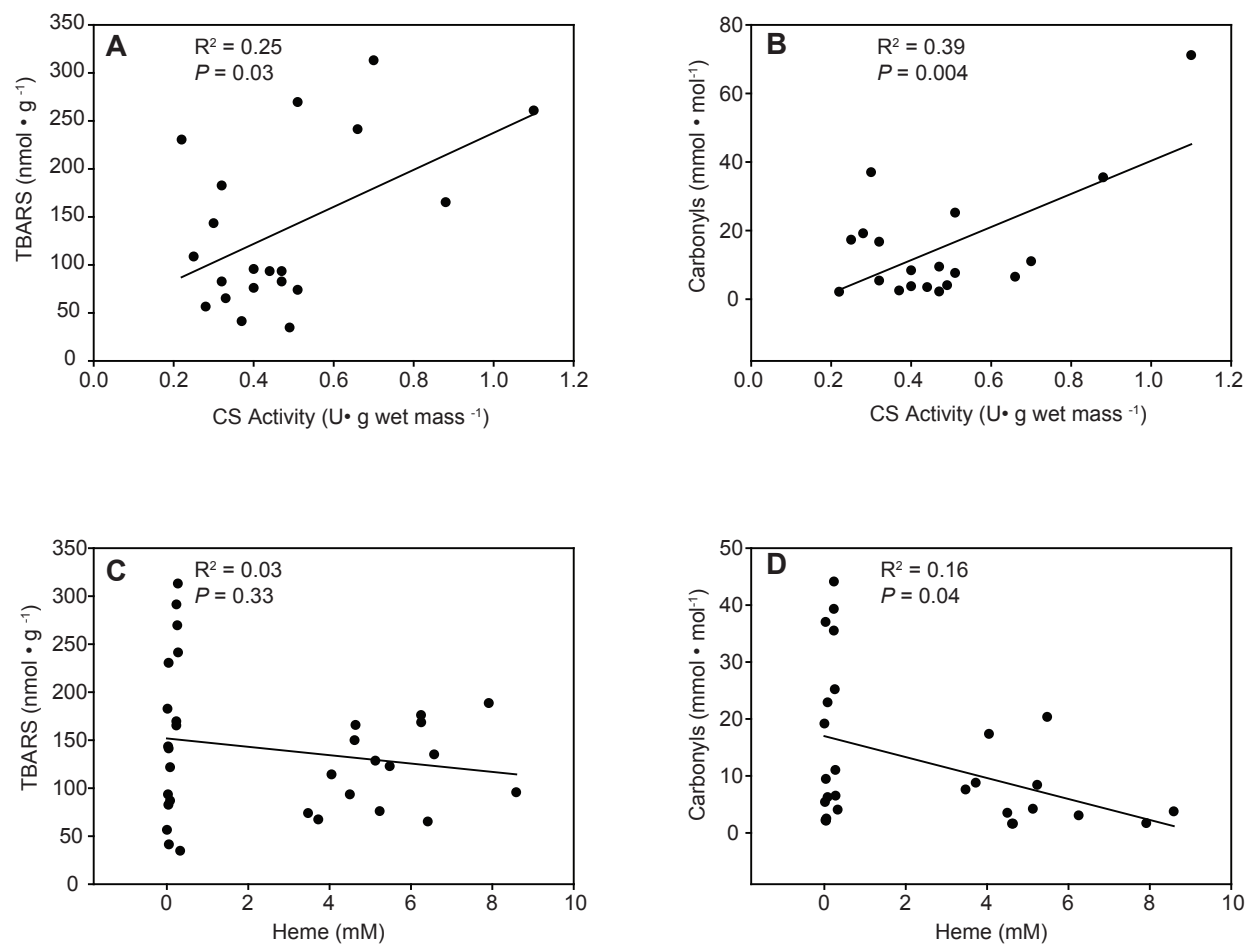 A
R² = 0.25
P = 0.03
TBARS (nmol • g ⁻¹)
350
300
250
200
150
100
50
0
0.0 0.2 0.4 0.6 0.8 1.0 1.2
CS Activity (U• g wet mass ⁻¹)
B
R² = 0.39
P = 0.004
Carbonyls (mmol • mol⁻¹)
80
60
40
20
0
0.0 0.2 0.4 0.6 0.8 1.0 1.2
CS Activity (U• g wet mass ⁻¹)
C
R² = 0.03
P = 0.33
TBARS (nmol • g ⁻¹)
350
300
250
200
150
100
50
0
0 2 4 6 8 10
Heme (mM)
D
R² = 0.16
P = 0.04
Carbonyls (mmol • mol⁻¹)
50
40
30
20
10
0
0 2 4 6 8 10
Heme (mM)